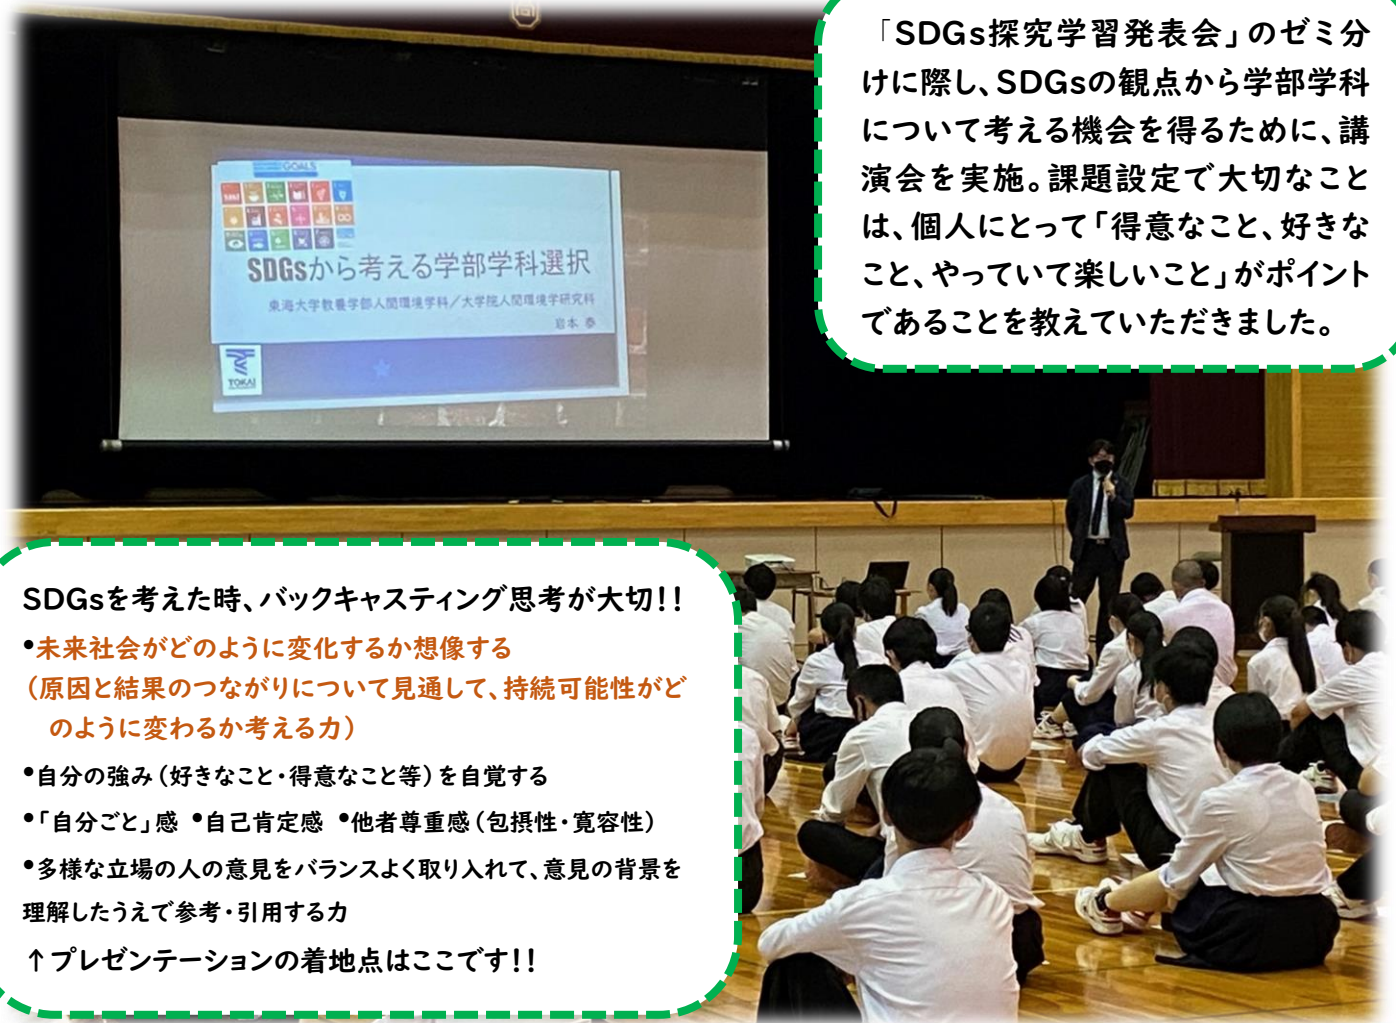 「SDGs探究学習発表会」のゼミ分
けに際し、SDGsの観点から学部学科
について考える機会を得るために、講
演会を実施。課題設定で大切なこと
は、個人にとって「得意なこと、好きな
こと、やっていて楽しいこと」がポイント
であることを教えていただきました。
GOALS
SDGsから考える学部学科選択
東海大学教養学部人間環境学科／大学院人間環境学研究科
岩本 泰
TOKAI
SDGsを考えた時、バックキャスティング思考が大切!!
•未来社会がどのように変化するか想像する
（原因と結果のつながりについて見通して、持続可能性がど
のように変わるか考える力）
•自分の強み（好きなこと・得意なこと等）を自覚する
•「自分ごと」感 •自己肯定感 •他者尊重感（包摂性・寛容性）
•多様な立場の人の意見をバランスよく取り入れて、意見の背景を
理解したうえで参考・引用する力
↑プレゼンテーションの着地点はここです!!